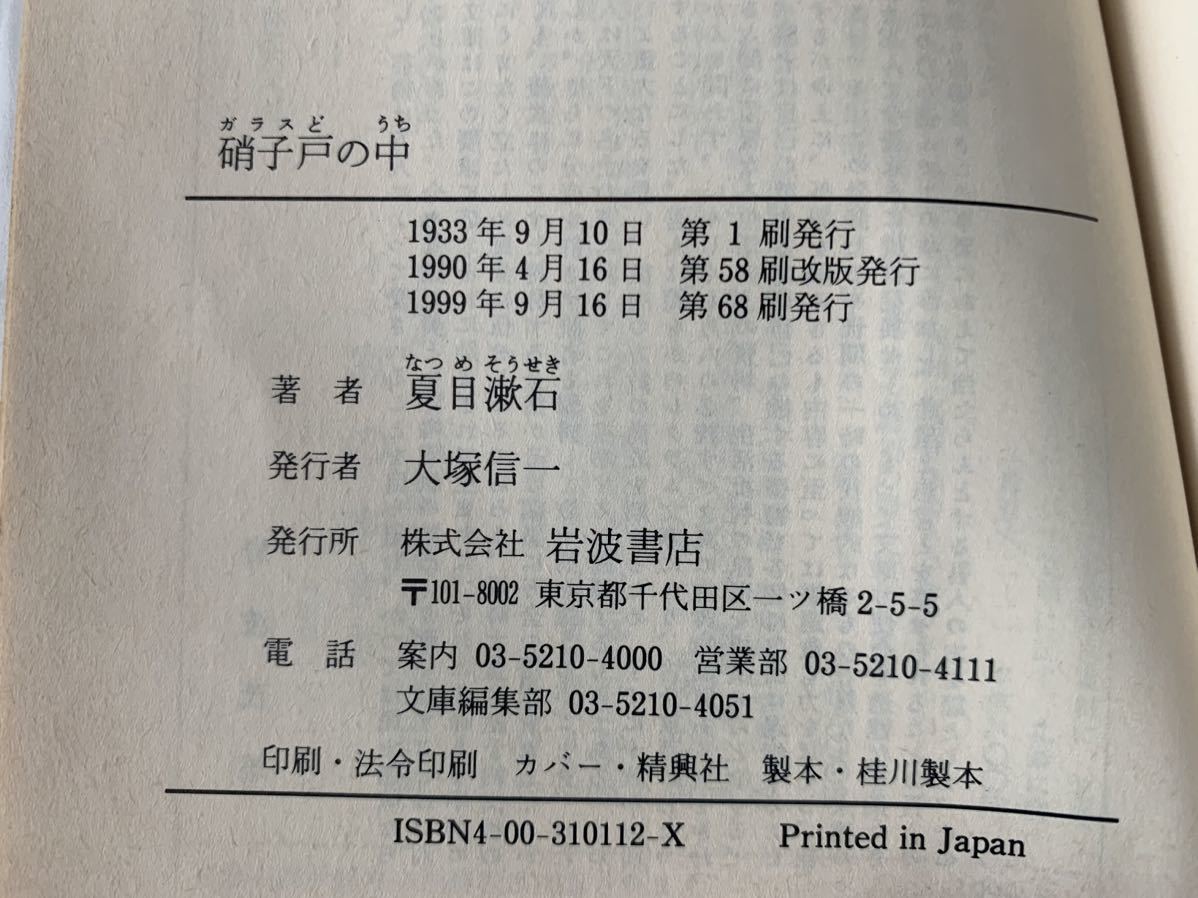 ガラスど うち
硝子戸の中
1933年9月10日 第1刷発行
1990年4月16日 第58刷改版発行
1999年9月16日 第68刷発行
なつめそうせき
著者 夏目漱石
発行者 大塚信一
発行所 株式会社 岩波書店
〒101-8002 東京都千代田区一ツ橋2-5-5
電話 案内 03-5210-4000 営業部 03-5210-4111
文庫編集部 03-5210-4051
印刷・法令印刷 カバー・精興社 製本・桂川製本
ISBN4-00-310112-X Printed in Japan